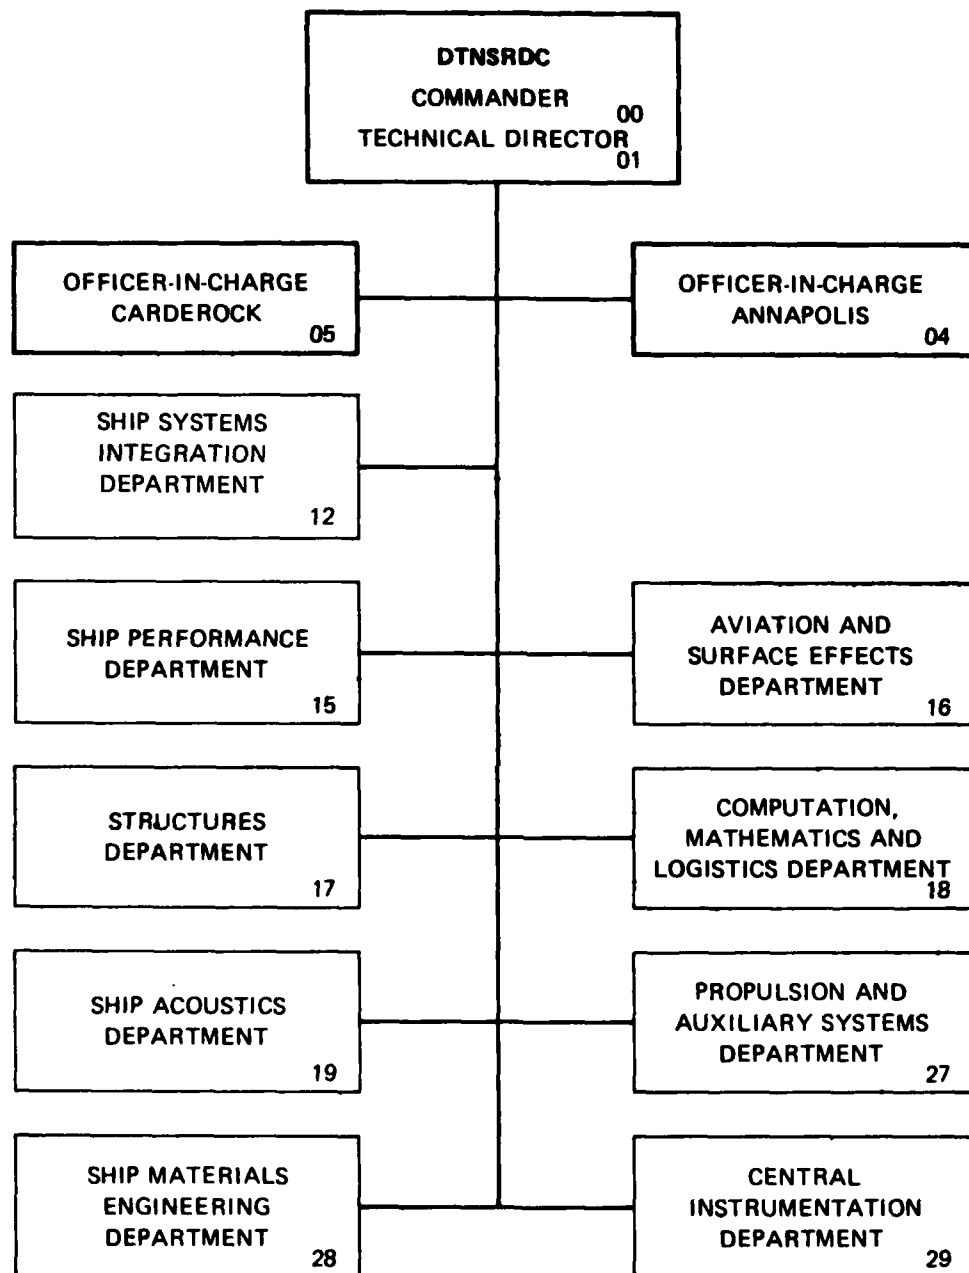 DTNSRDC
COMMANDER
00
TECHNICAL DIRECTOR
01
OFFICER-IN-CHARGE
CARDEROCK
05
OFFICER-IN-CHARGE
ANNAPOLIS
04
SHIP SYSTEMS
INTEGRATION
DEPARTMENT
12
SHIP PERFORMANCE
DEPARTMENT
15
AVIATION AND
SURFACE EFFECTS
DEPARTMENT
16
STRUCTURES
DEPARTMENT
17
COMPUTATION,
MATHEMATICS AND
LOGISTICS DEPARTMENT
18
SHIP ACOUSTICS
DEPARTMENT
19
PROPULSION AND
AUXILIARY SYSTEMS
DEPARTMENT
27
SHIP MATERIALS
ENGINEERING
DEPARTMENT
28
CENTRAL
INSTRUMENTATION
DEPARTMENT
29